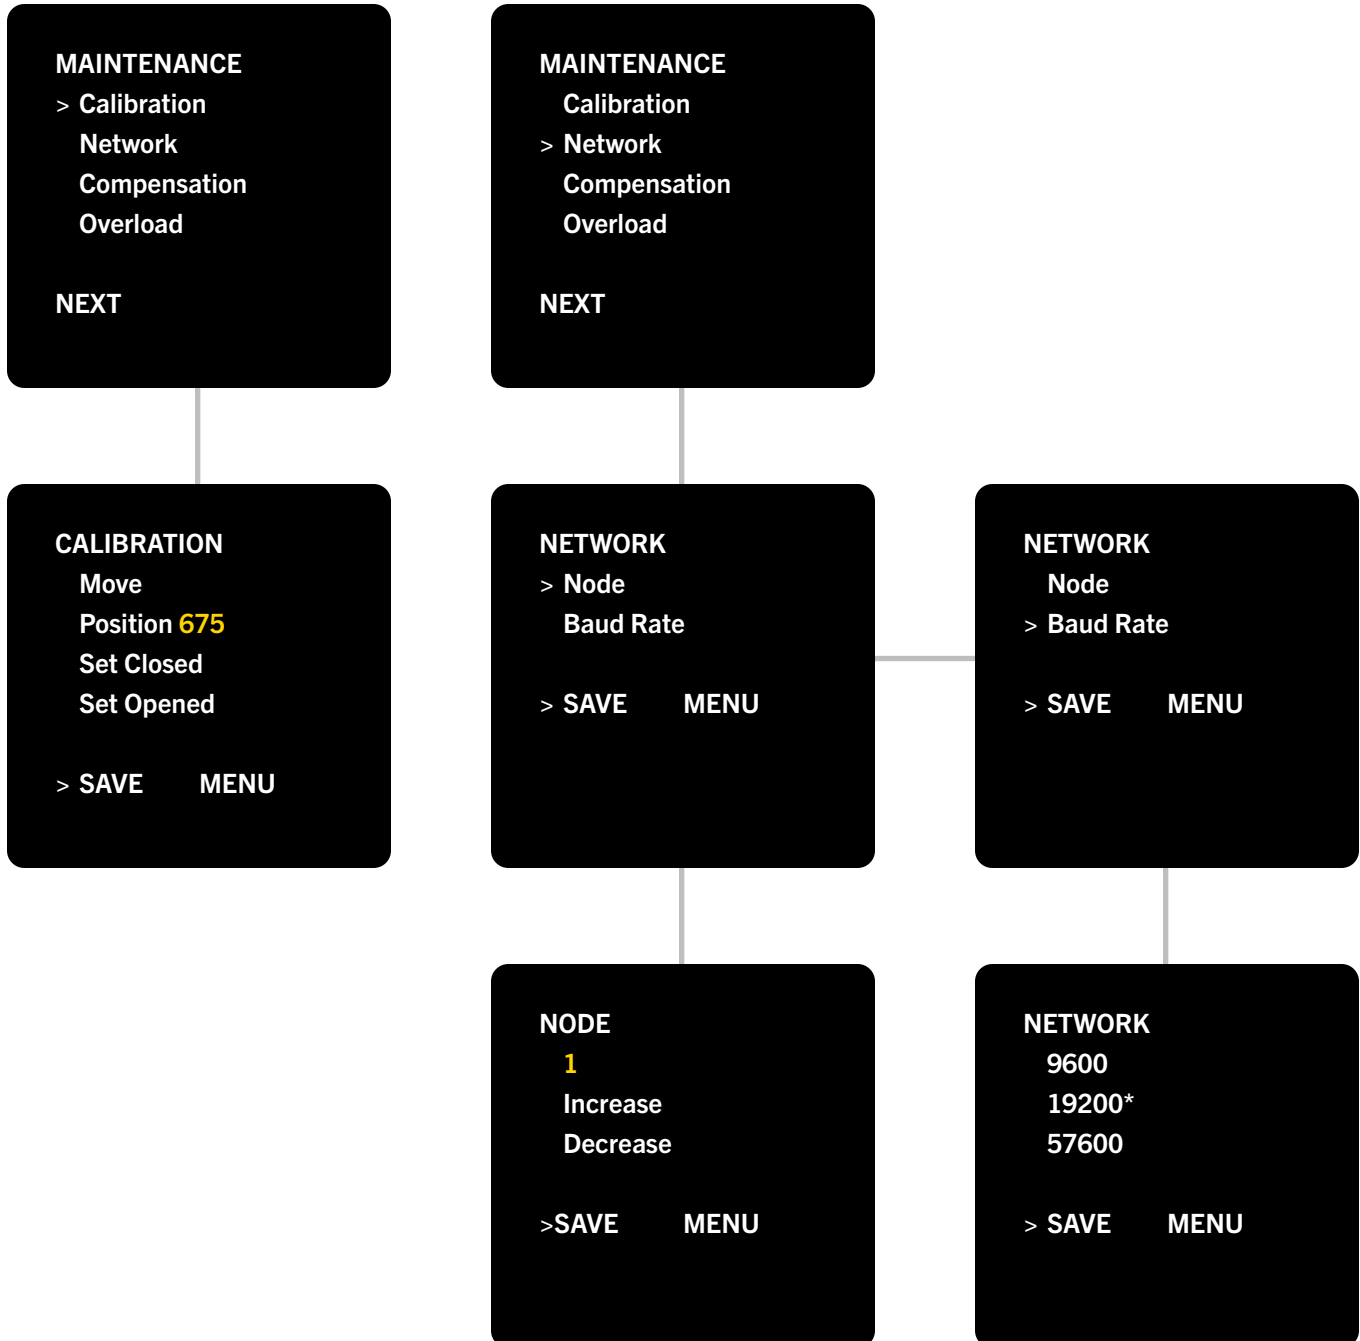 MAINTENANCE
> Calibration
Network
Compensation
Overload
NEXT
MAINTENANCE
Calibration
> Network
Compensation
Overload
NEXT
CALIBRATION
Move
Position 675
Set Closed
Set Opened
> SAVE MENU
NETWORK
> Node
Baud Rate
> SAVE MENU
NETWORK
Node
> Baud Rate
> SAVE MENU
NODE
1
Increase
Decrease
>SAVE MENU
NETWORK
9600
19200*
57600
> SAVE MENU